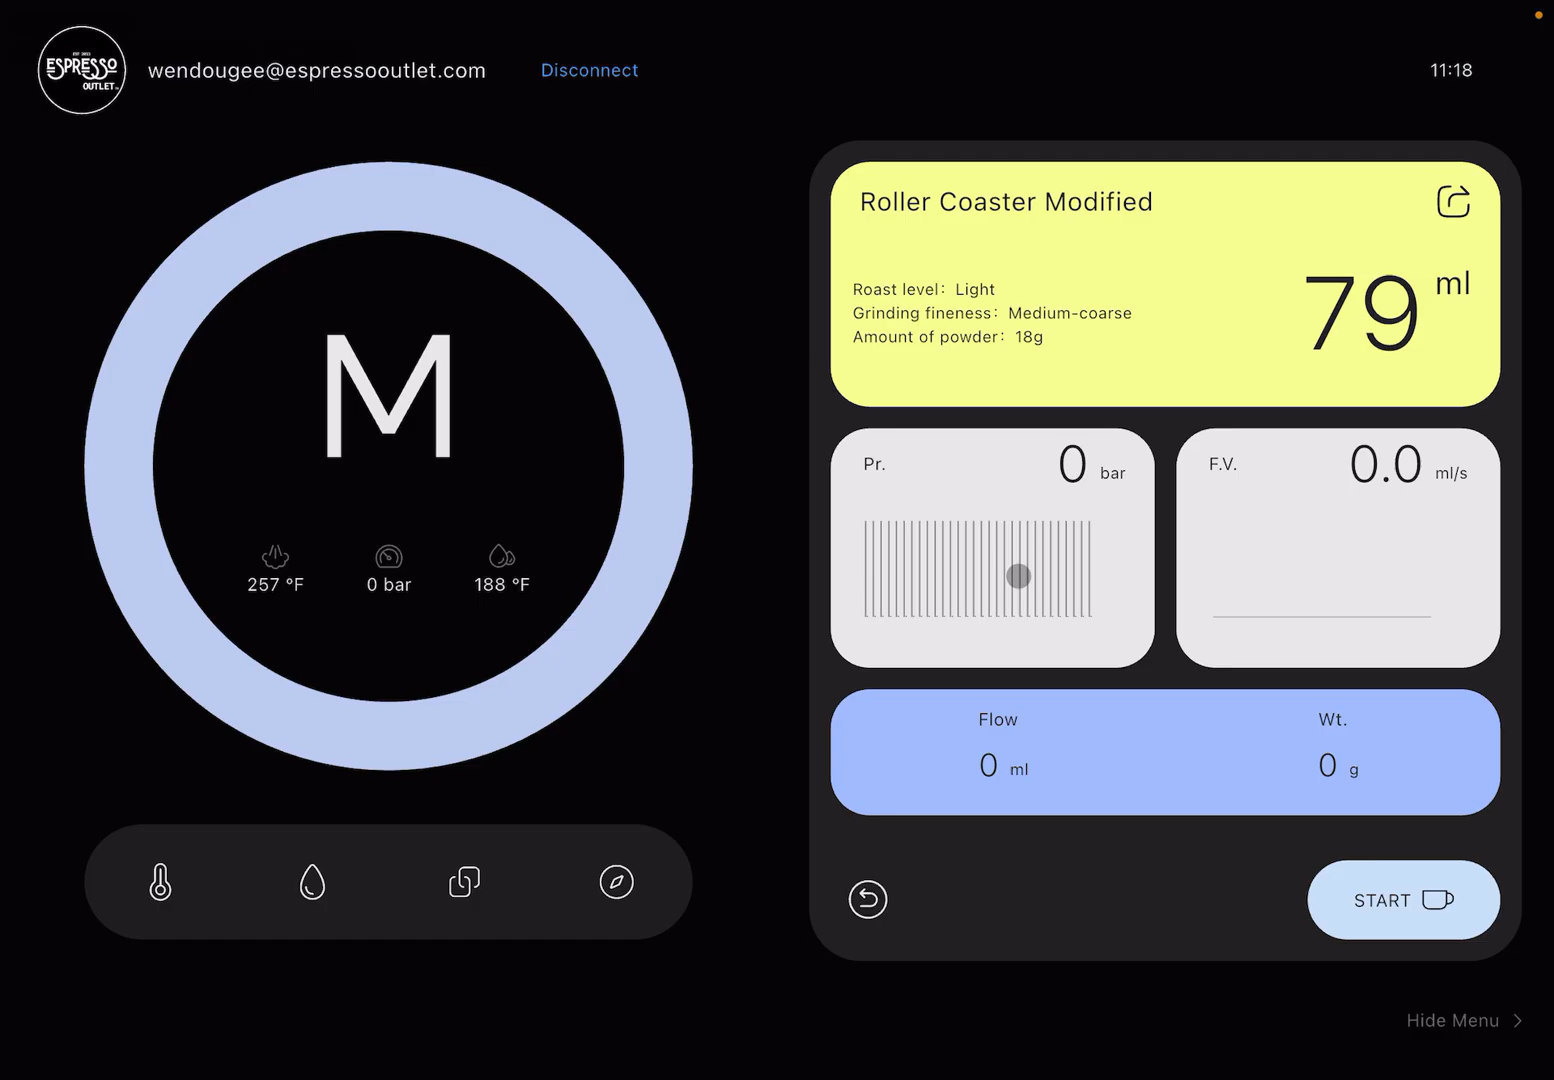 EST 2013
ESPRESSO
OUTLET
wendougee@espressooutlet.com
Disconnect
11:18
M
257 °F
0 bar
188 °F
Roller Coaster Modified
Roast level: Light
Grinding fineness: Medium-coarse
Amount of powder: 18g
79 ml
Pr.
0 bar
F.V.
0.0 ml/s
Flow
0 ml
Wt.
0 g
START
Hide Menu